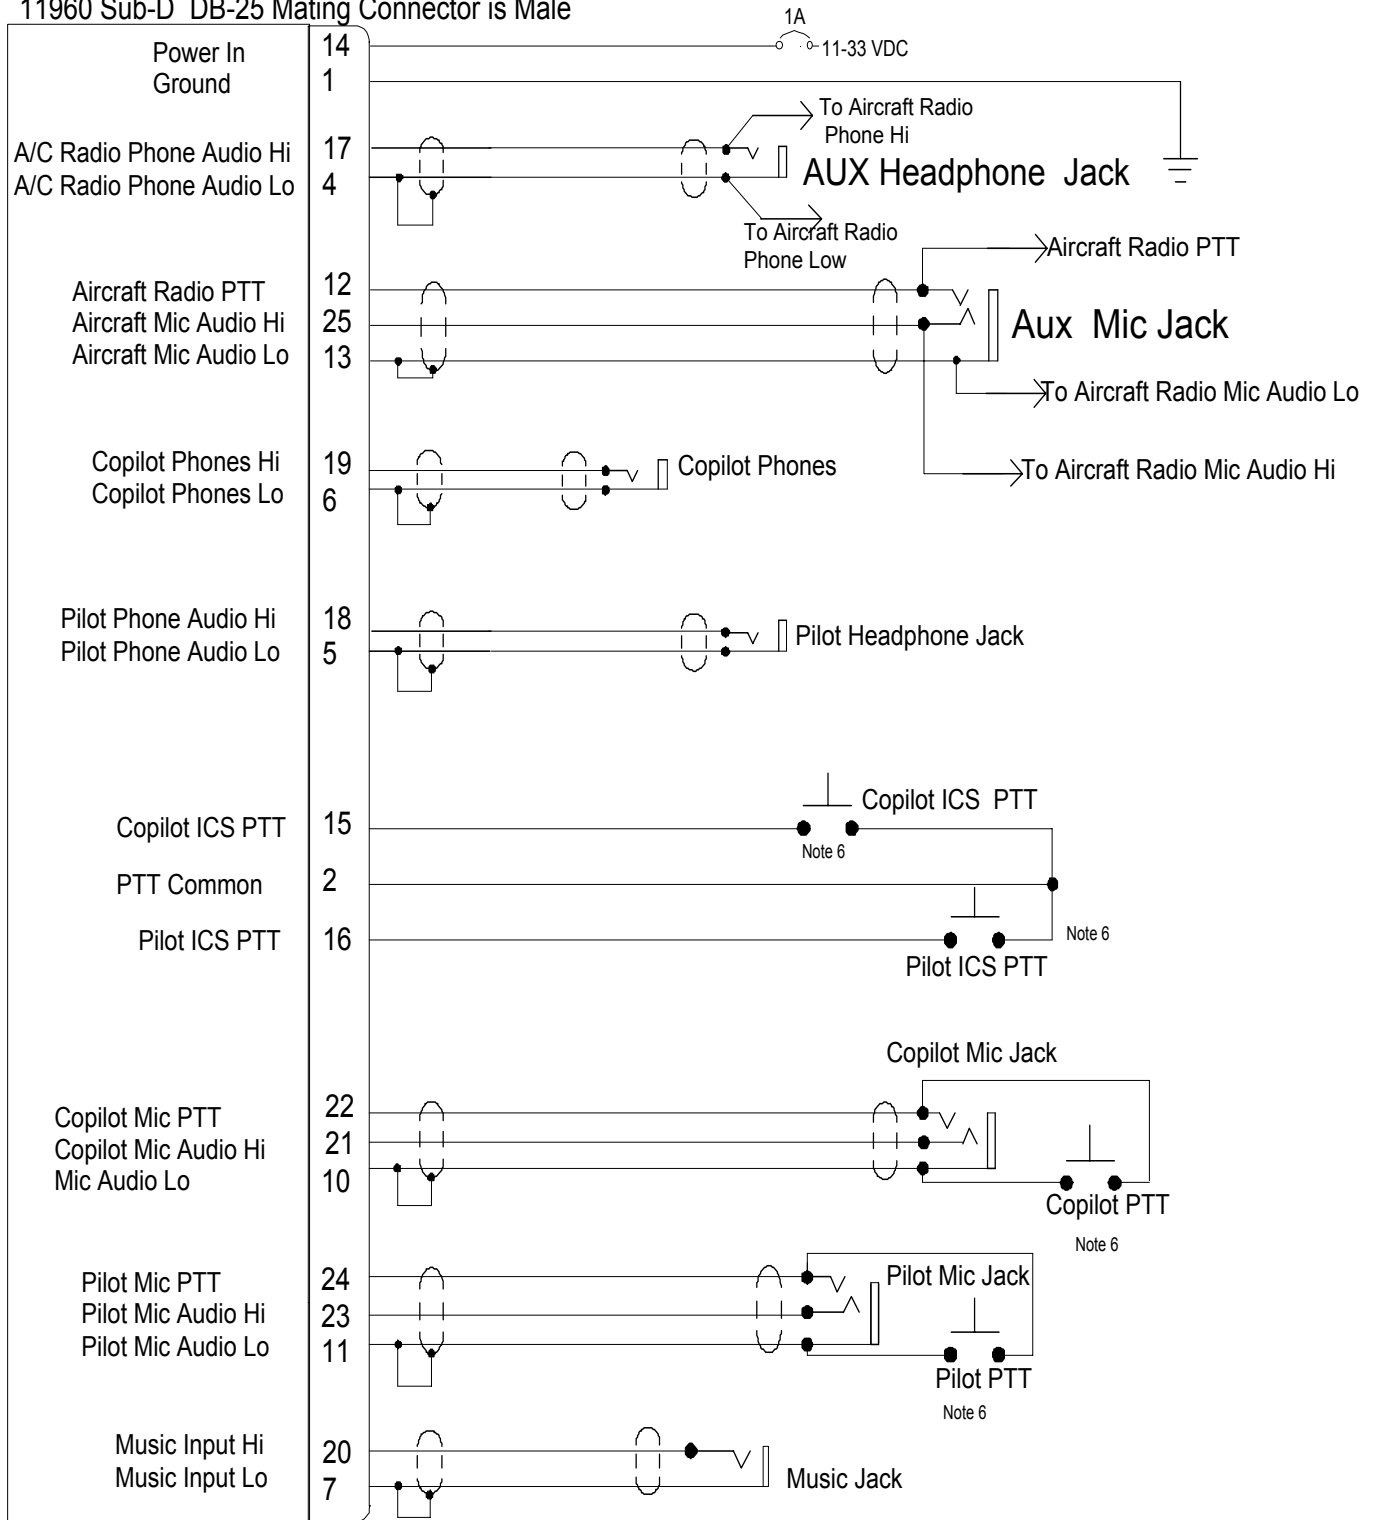 11960 Sub-D DB-25 Mating Connector is Male
1A
Power In 14 11-33 VDC
Ground 1
To Aircraft Radio
Phone Hi
A/C Radio Phone Audio Hi 17
A/C Radio Phone Audio Lo 4
AUX Headphone Jack
To Aircraft Radio
Phone Low
Aircraft Radio PTT
Aircraft Radio PTT 12
Aircraft Mic Audio Hi 25
Aircraft Mic Audio Lo 13
Aux Mic Jack
To Aircraft Radio Mic Audio Lo
Copilot Phones Hi 19
Copilot Phones Lo 6
Copilot Phones
To Aircraft Radio Mic Audio Hi
Pilot Phone Audio Hi 18
Pilot Phone Audio Lo 5
Pilot Headphone Jack
Copilot ICS PTT
Copilot ICS PTT 15
Note 6
PTT Common 2
Pilot ICS PTT 16
Note 6
Pilot ICS PTT
Copilot Mic Jack
Copilot Mic PTT 22
Copilot Mic Audio Hi 21
Mic Audio Lo 10
Copilot PTT
Note 6
Pilot Mic PTT 24
Pilot Mic Audio Hi 23
Pilot Mic Audio Lo 11
Pilot Mic Jack
Pilot PTT
Note 6
Music Input Hi 20
Music Input Lo 7
Music Jack